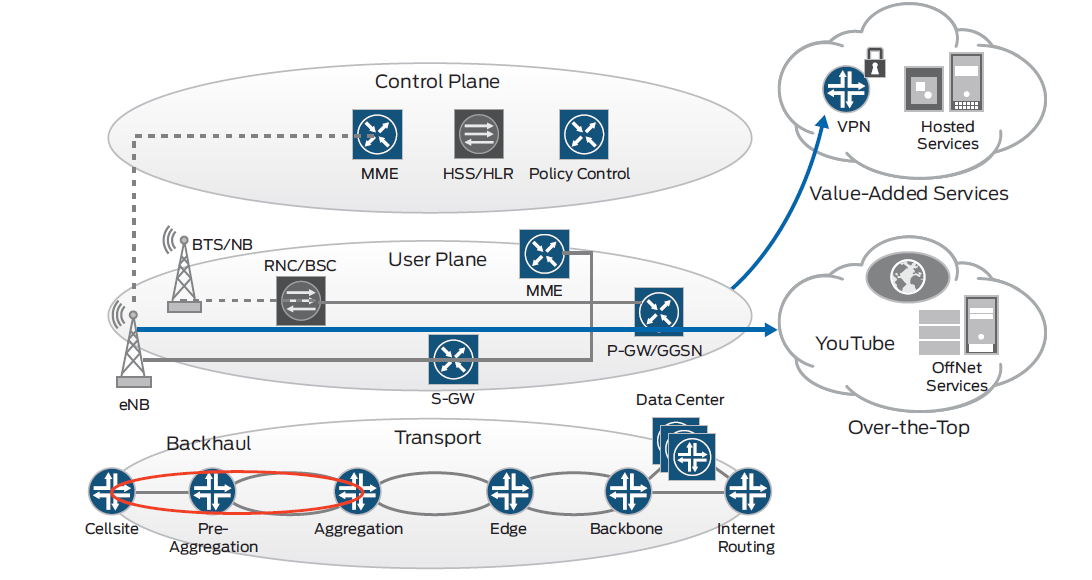 Control Plane
MME
HSS/HLR
Policy Control
VPN
Hosted
Services
Value-Added Services
BTS/NB
RNC/BSC
User Plane
MME
P-GW/GGSN
S-GW
eNB
YouTube
OffNet
Services
Over-the-Top
Data Center
Backhaul
Transport
Cellsite
Pre-
Aggregation
Aggregation
Edge
Backbone
Internet
Routing